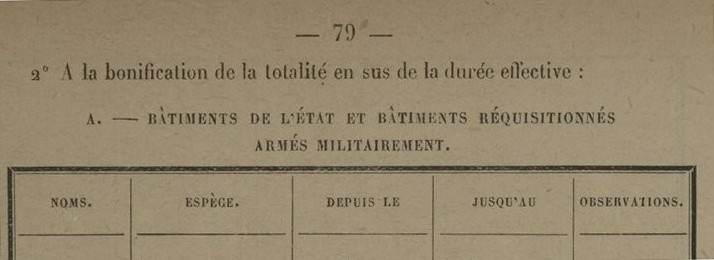 — 79 —
2° A la bonification de la totalité en sus de la durée effective :
A. — BÂTIMENTS DE L'ÉTAT ET BÂTIMENTS RÉQUISITIONNÉS
ARMÉS MILITAIREMENT.
NOMS. ESPÈCE. DEPUIS LE JUSQU'AU OBSERVATIONS.